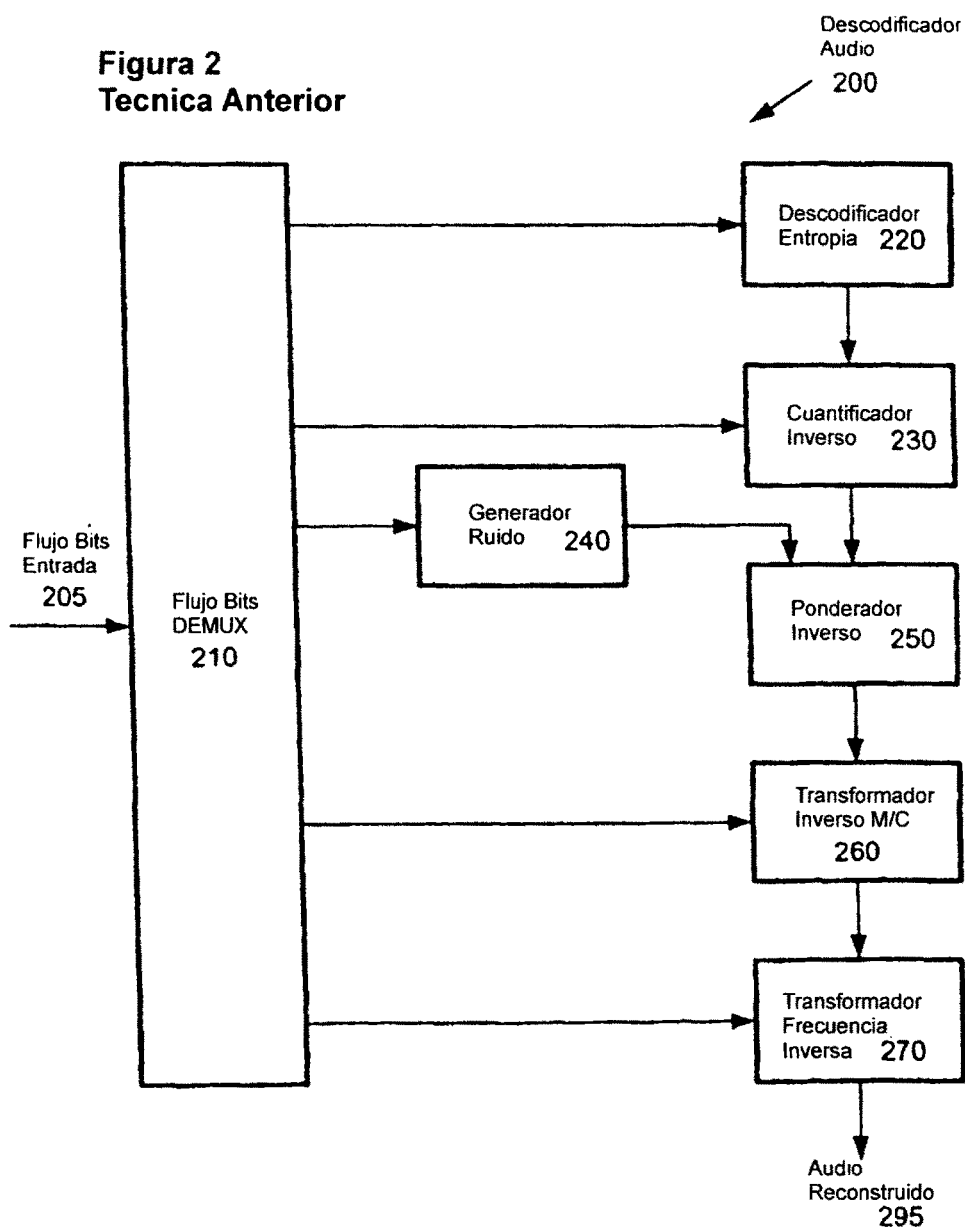 Figura 2
Tecnica Anterior
Descodificador
Audio
200
Descodificador
Entropia 220
Cuantificador
Inverso 230
Generador
Ruido 240
Flujo Bits
Entrada
205
Flujo Bits
DEMUX
210
Ponderador
Inverso 250
Transformador
Inverso M/C
260
Transformador
Frecuencia
Inversa 270
Audio
Reconstruido
295